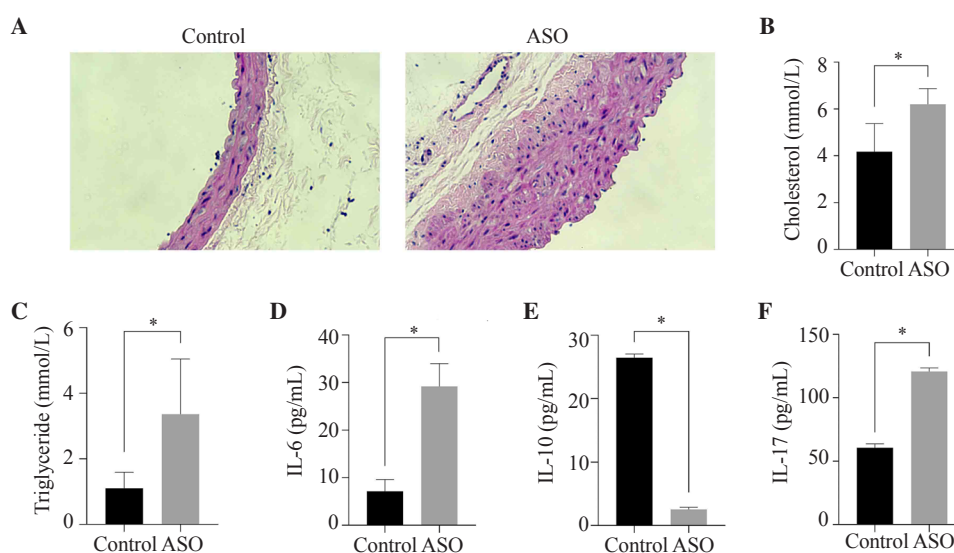 A
Control
ASO
B
*
Cholesterol (mmol/L)
6
4
2
0
Control ASO
C
*
Triglyceride (mmol/L)
6
4
2
0
Control ASO
D
*
IL-6 (pg/mL)
40
30
20
10
0
Control ASO
E
*
IL-10 (pg/mL)
30
20
10
0
Control ASO
F
*
IL-17 (pg/mL)
150
100
50
0
Control ASO